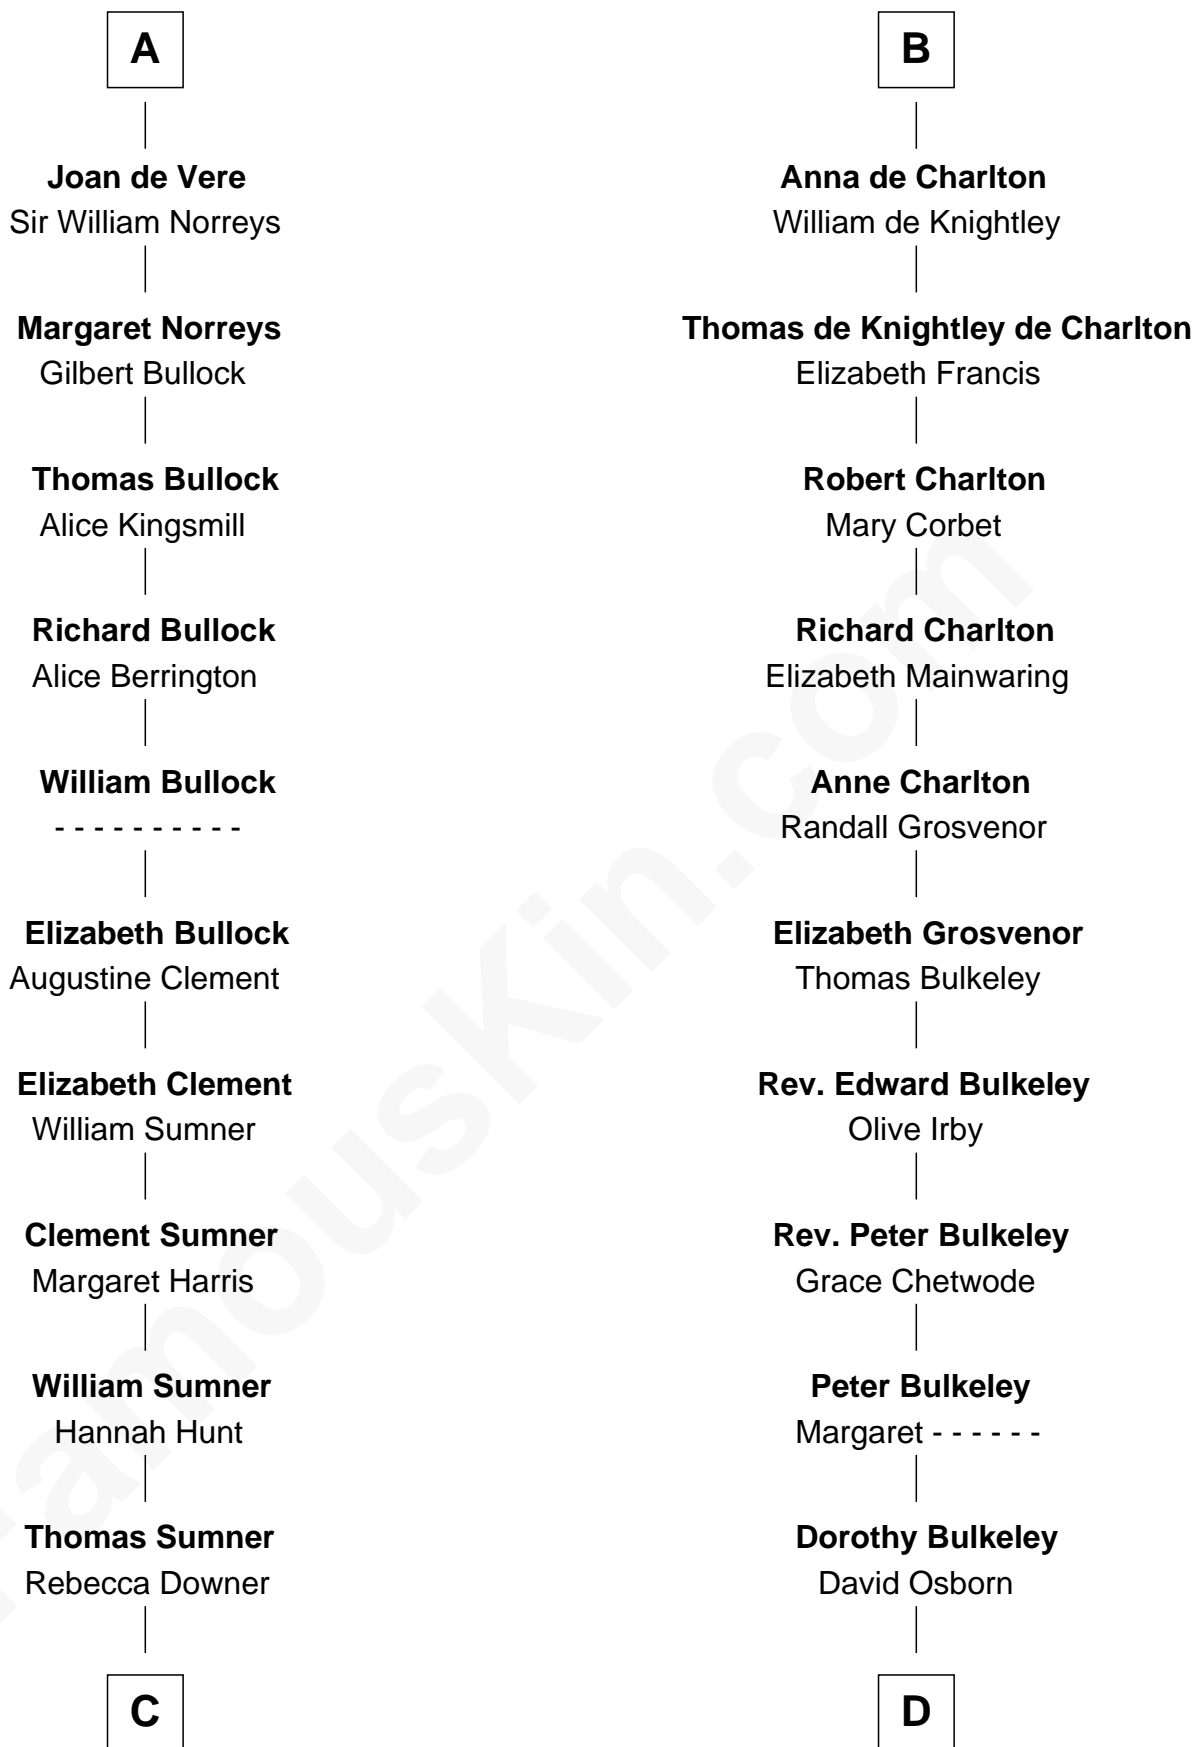 A
Joan de Vere
Sir William Norreys
Margaret Norreys
Gilbert Bullock
Thomas Bullock
Alice Kingsmill
Richard Bullock
Alice Berrington
William Bullock
- - - - - - - - - -
Elizabeth Bullock
Augustine Clement
Elizabeth Clement
William Sumner
Clement Sumner
Margaret Harris
William Sumner
Hannah Hunt
Thomas Sumner
Rebecca Downer
C
B
Anna de Charlton
William de Knightley
Thomas de Knightley de Charlton
Elizabeth Francis
Robert Charlton
Mary Corbet
Richard Charlton
Elizabeth Mainwaring
Anne Charlton
Randall Grosvenor
Elizabeth Grosvenor
Thomas Bulkeley
Rev. Edward Bulkeley
Olive Irby
Rev. Peter Bulkeley
Grace Chetwode
Peter Bulkeley
Margaret - - - - - -
Dorothy Bulkeley
David Osborn
D
FamousKin.com